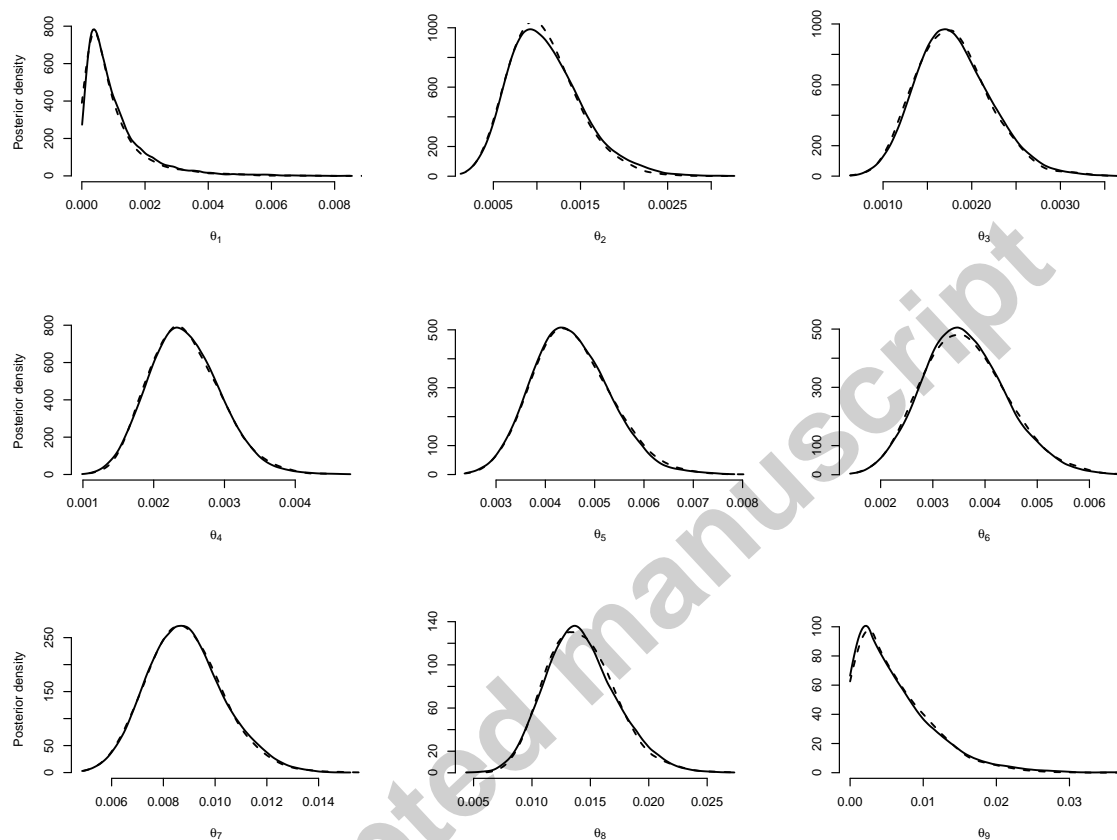 Posterior density
0 200 400 600 800
0.000 0.002 0.004 0.006 0.008
θ1
0 200 600 1000
0.0005 0.0015 0.0025
θ2
0 200 600 1000
0.0010 0.0020 0.0030
θ3
Posterior density
0 200 400 600 800
0.001 0.002 0.003 0.004
θ4
0 100 300 500
0.003 0.004 0.005 0.006 0.007 0.008
θ5
0 100 300 500
0.002 0.003 0.004 0.005 0.006
θ6
Posterior density
0 50 150 250
0.006 0.008 0.010 0.012 0.014
θ7
0 20 60 100 140
0.005 0.010 0.015 0.020 0.025
θ8
0 20 40 60 80 100
0.00 0.01 0.02 0.03
θ9
ted manuscript